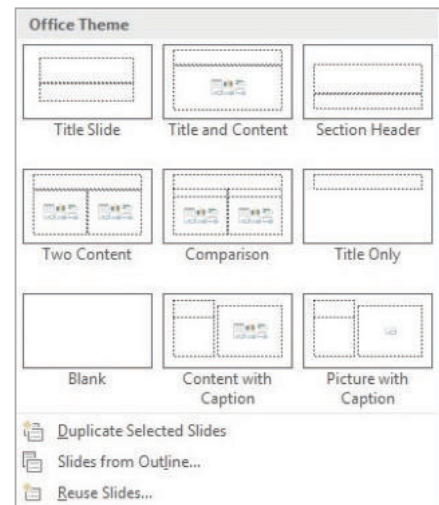 Office Theme
Title Slide
Title and Content
Section Header
Two Content
Comparison
Title Only
Blank
Content with
Caption
Picture with
Caption
Duplicate Selected Slides
Slides from Outline...
Reuse Slides...